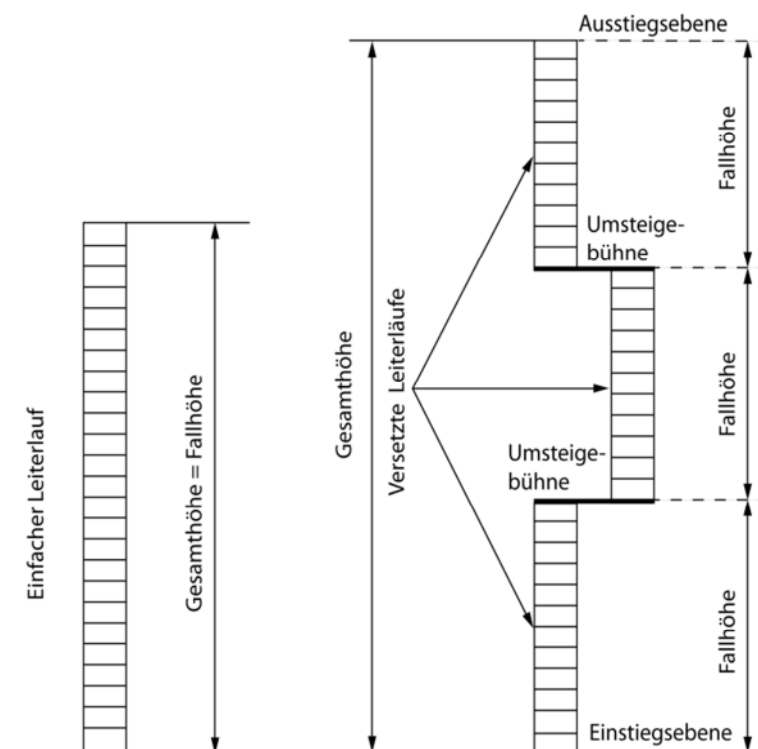 Einfacher Leiterlauf
Gesamthöhe = Fallhöhe
Gesamthöhe
Versetzte Leiterläufe
Ausstiegsebene
Fallhöhe
Umsteige-
bühne
Fallhöhe
Umsteige-
bühne
Fallhöhe
Einstiegsebene